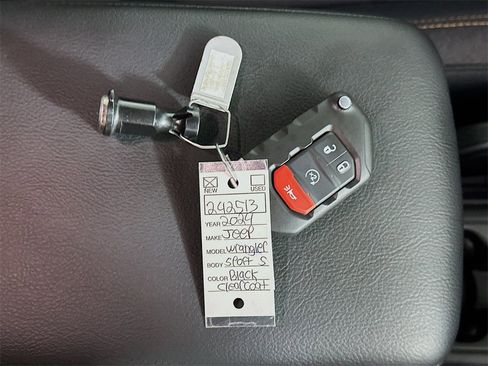 NEW USED
242513
YEAR 2024
MAKE Jeep
MODEL Wrangler
BODY Sport S
COLOR Black
Clearcoat